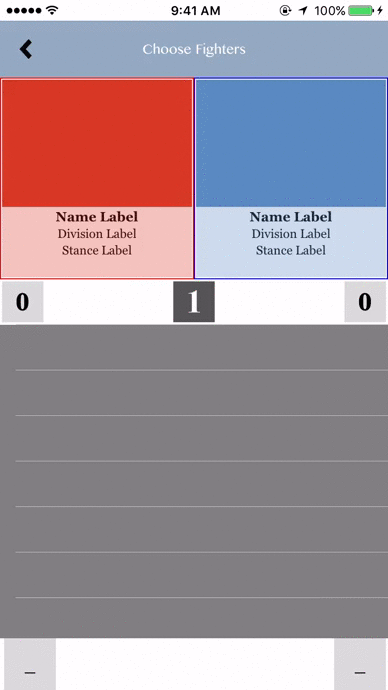 9:41 AM
100%
Choose Fighters
Name Label
Division Label
Stance Label
Name Label
Division Label
Stance Label
0 1 0
_ _